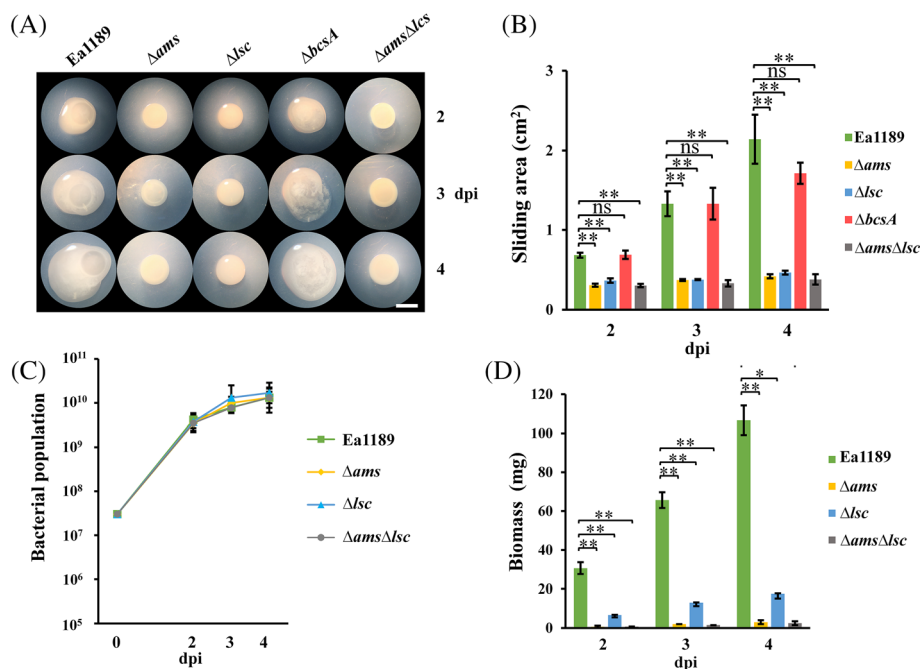 (A)
Ea1189 Δams Δlsc ΔbcsA ΔamsΔlcs
2
3 dpi
4
(B)
Sliding area (cm²)
3
2
1
0
**
ns
**
**
**
ns
**
**
**
ns
**
**
2 3 4
dpi
Ea1189
Δams
Δlsc
ΔbcsA
ΔamsΔlsc
(C)
Bacterial population
10¹¹
10¹⁰
10⁹
10⁸
10⁷
10⁶
10⁵
0 2 3 4
dpi
Ea1189
Δams
Δlsc
ΔamsΔlsc
(D)
Biomass (mg)
120
100
80
60
40
20
0
**
**
**
**
**
**
*
**
2 3 4
dpi
Ea1189
Δams
Δlsc
ΔamsΔlsc